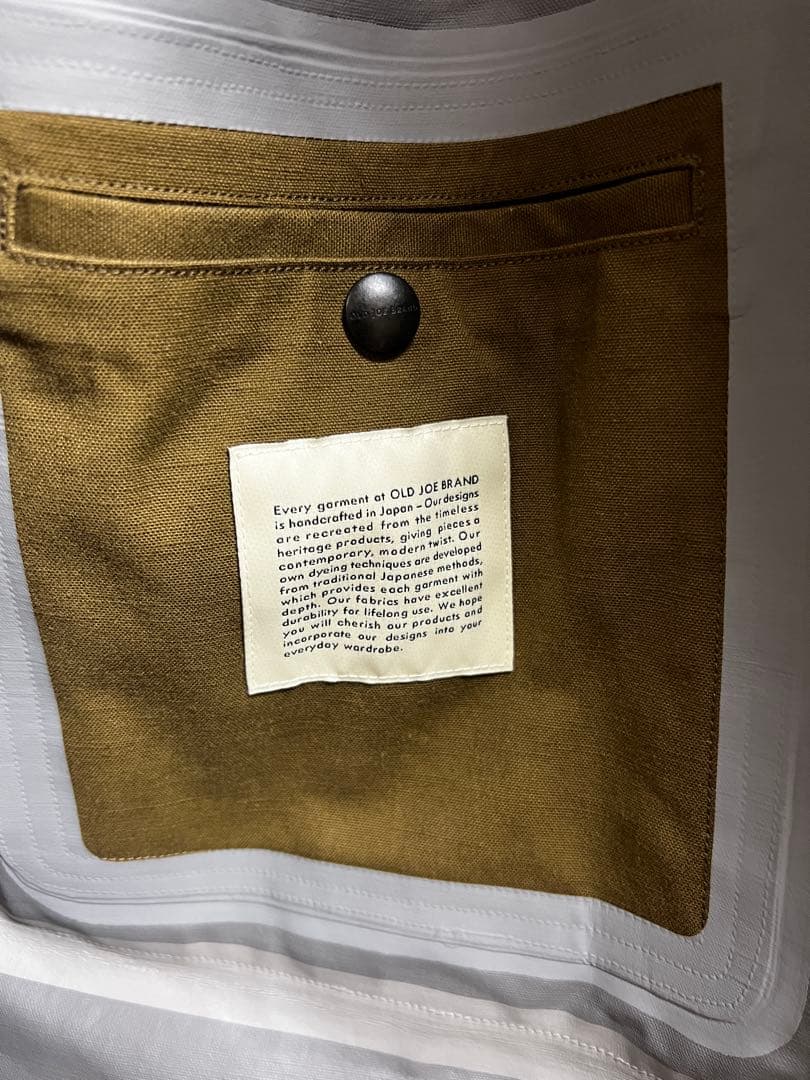 OLD JOE BRAND
Every garment at OLD JOE BRAND
is handcrafted in Japan – Our designs
are recreated from the timeless
heritage products, giving pieces a
contemporary, modern twist. Our
own dyeing techniques are developed
from traditional Japanese methods,
which provides each garment with
depth. Our fabrics have excellent
durability for lifelong use. We hope
you will cherish our products and
incorporate our designs into your
everyday wardrobe.